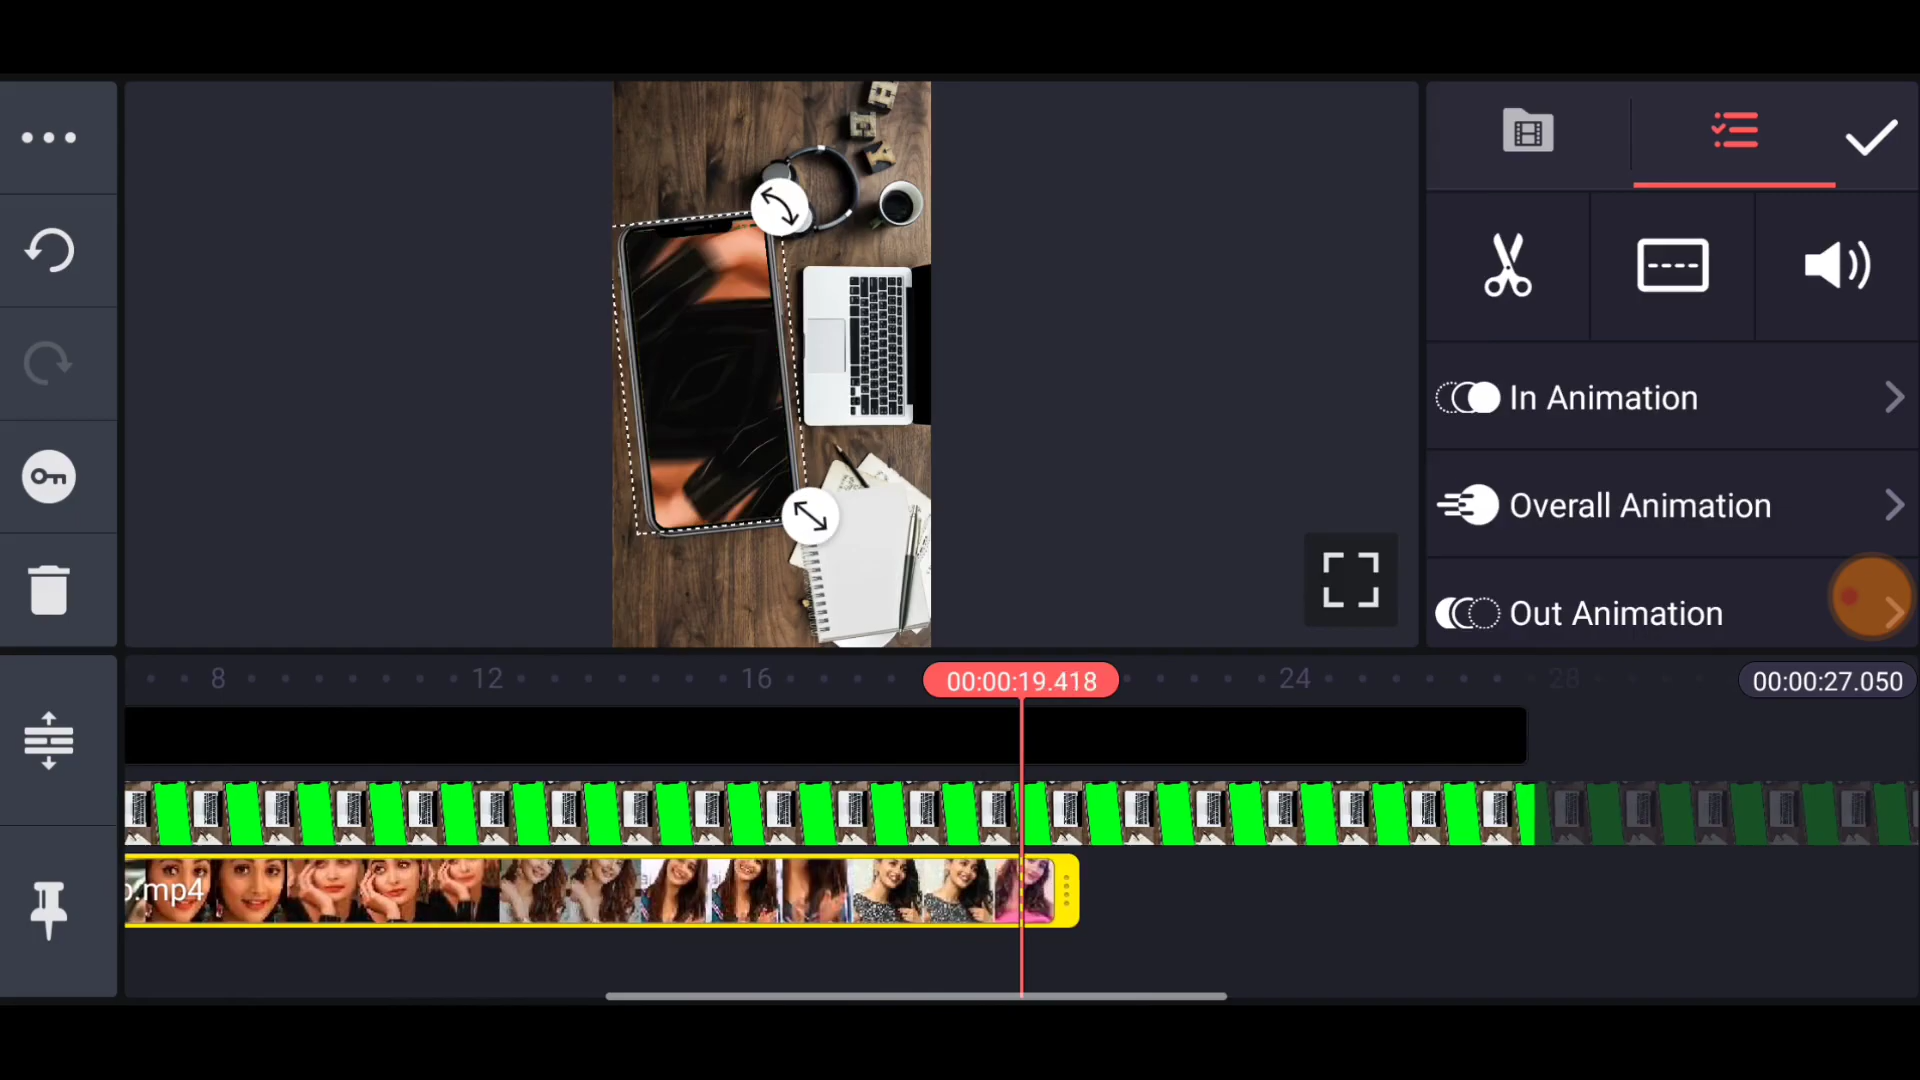 In Animation
Overall Animation
Out Animation
8
12
16
00:00:19.418
24
28
00:00:27.050
.mp4